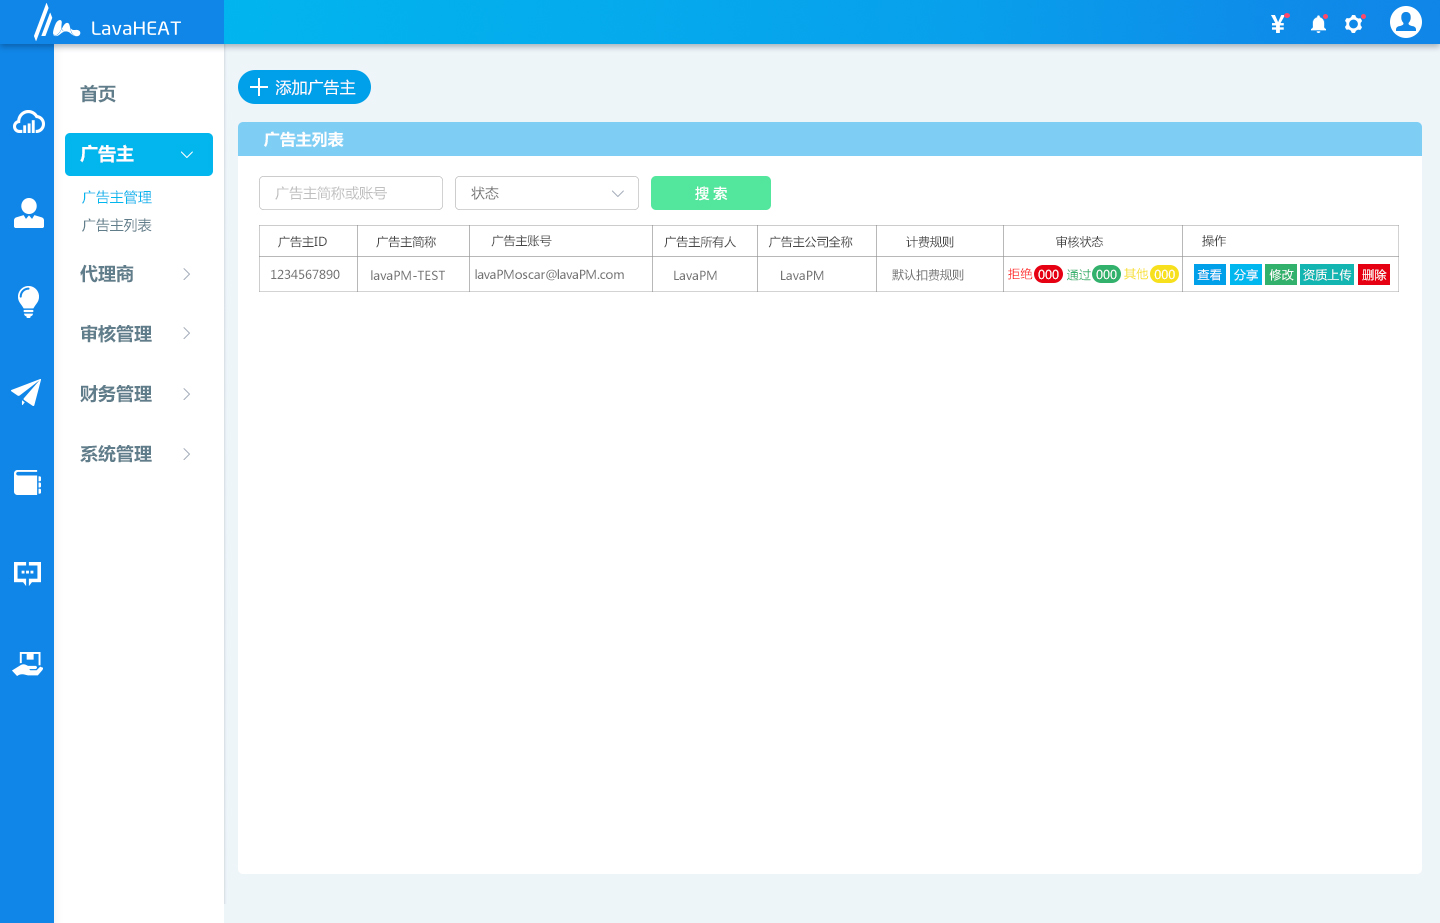 LavaHEAT
¥
首页
广告主
广告主管理
广告主列表
代理商
审核管理
财务管理
系统管理
添加广告主
广告主列表
广告主简称或账号 状态 搜 索
广告主ID 广告主简称 广告主账号 广告主所有人 广告主公司全称 计费规则 审核状态 操作
1234567890 lavaPM-TEST lavaPMoscar@lavaPM.com LavaPM LavaPM 默认扣费规则 拒绝 000 通过 000 其他 000 查看 分享 修改 资质上传 删除